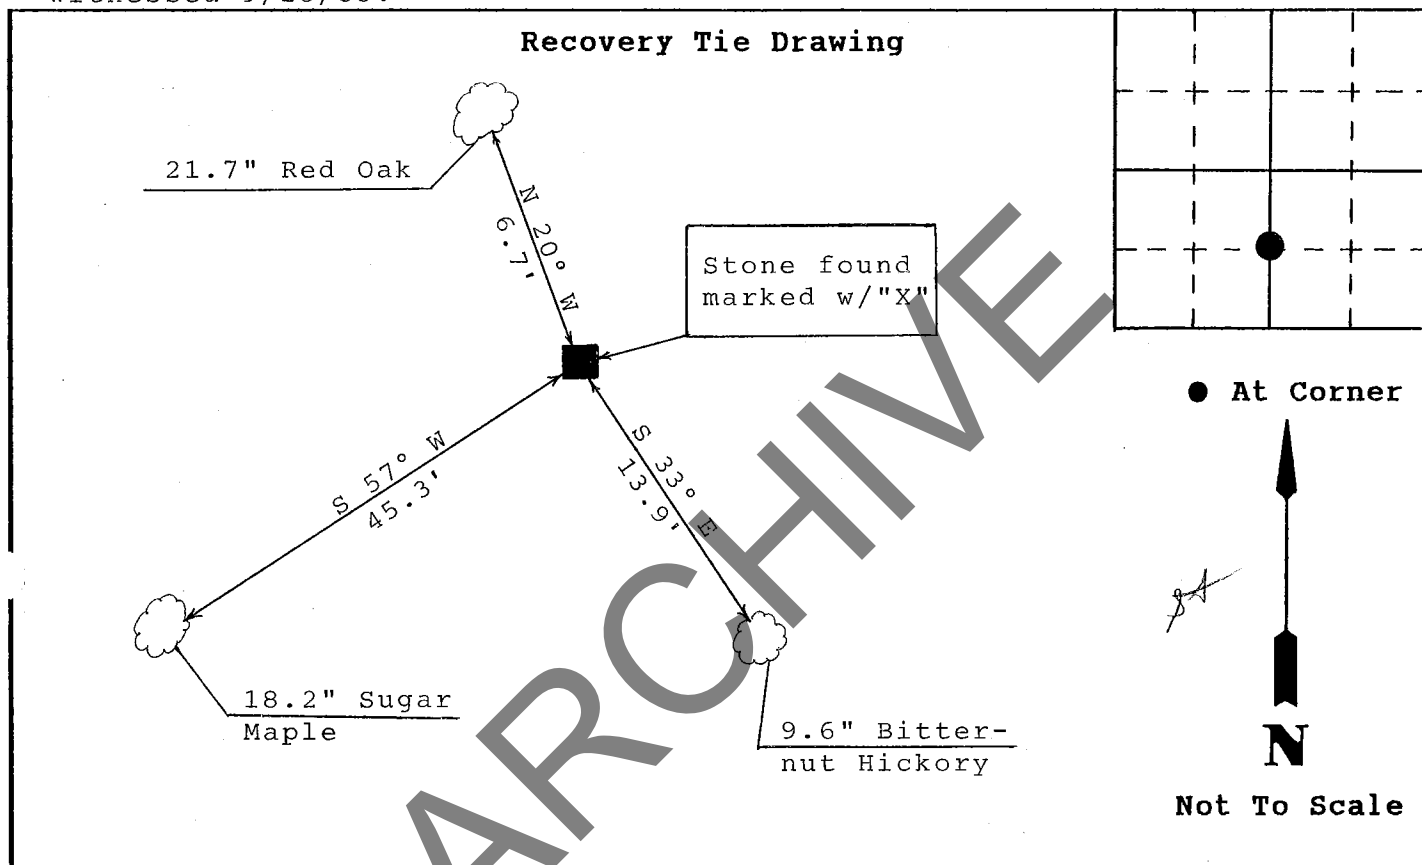 Recovery Tie Drawing
21.7" Red Oak
N 20° W
6.7'
Stone found
marked w/"X"
● At Corner
S 57° W
45.3'
S 33° E
13.9'
18.2" Sugar
Maple
9.6" Bitter-
nut Hickory
N
Not To Scale
ARCHIVE